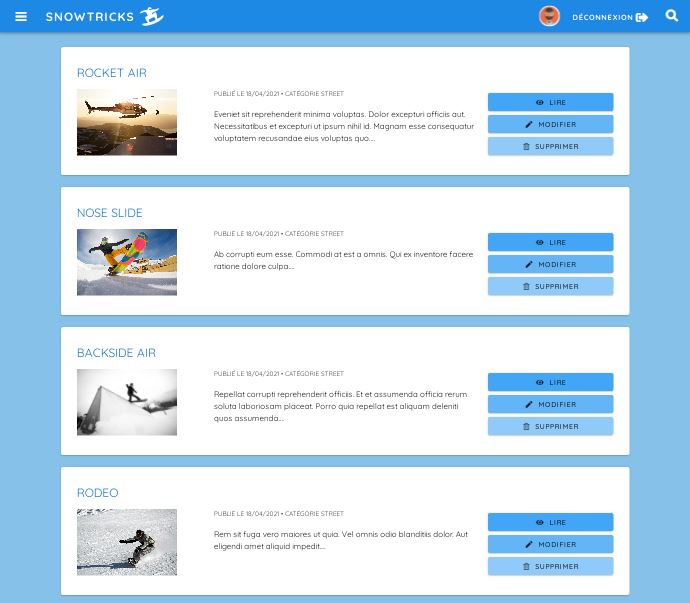 SNOWTRICKS
DÉCONNEXION
ROCKET AIR
PUBLIÉ LE 18/04/2021 • CATÉGORIE STREET
Eveniet sit reprehenderit minima voluptas. Dolor excepturi officiis aut.
Necessitatibus et excepturi ut ipsum nihil id. Magnam esse consequatur
voluptatem recusandae eius voluptas quo....
LIRE
MODIFIER
SUPPRIMER
NOSE SLIDE
PUBLIÉ LE 18/04/2021 • CATÉGORIE STREET
Ab corrupti eum esse. Commodi at est a omnis. Qui ex inventore facere
ratione dolore culpa....
LIRE
MODIFIER
SUPPRIMER
BACKSIDE AIR
PUBLIÉ LE 18/04/2021 • CATÉGORIE STREET
Repellat corrupti reprehenderit officiis. Et et assumenda officia rerum
soluta laboriosam placeat. Porro quia repellat est aliquam deleniti
quos assumenda....
LIRE
MODIFIER
SUPPRIMER
RODEO
PUBLIÉ LE 18/04/2021 • CATÉGORIE STREET
Rem sit fuga vero maiores ut quia. Vel omnis odio blanditiis dolor. Aut
eligendi amet aliquid impedit....
LIRE
MODIFIER
SUPPRIMER